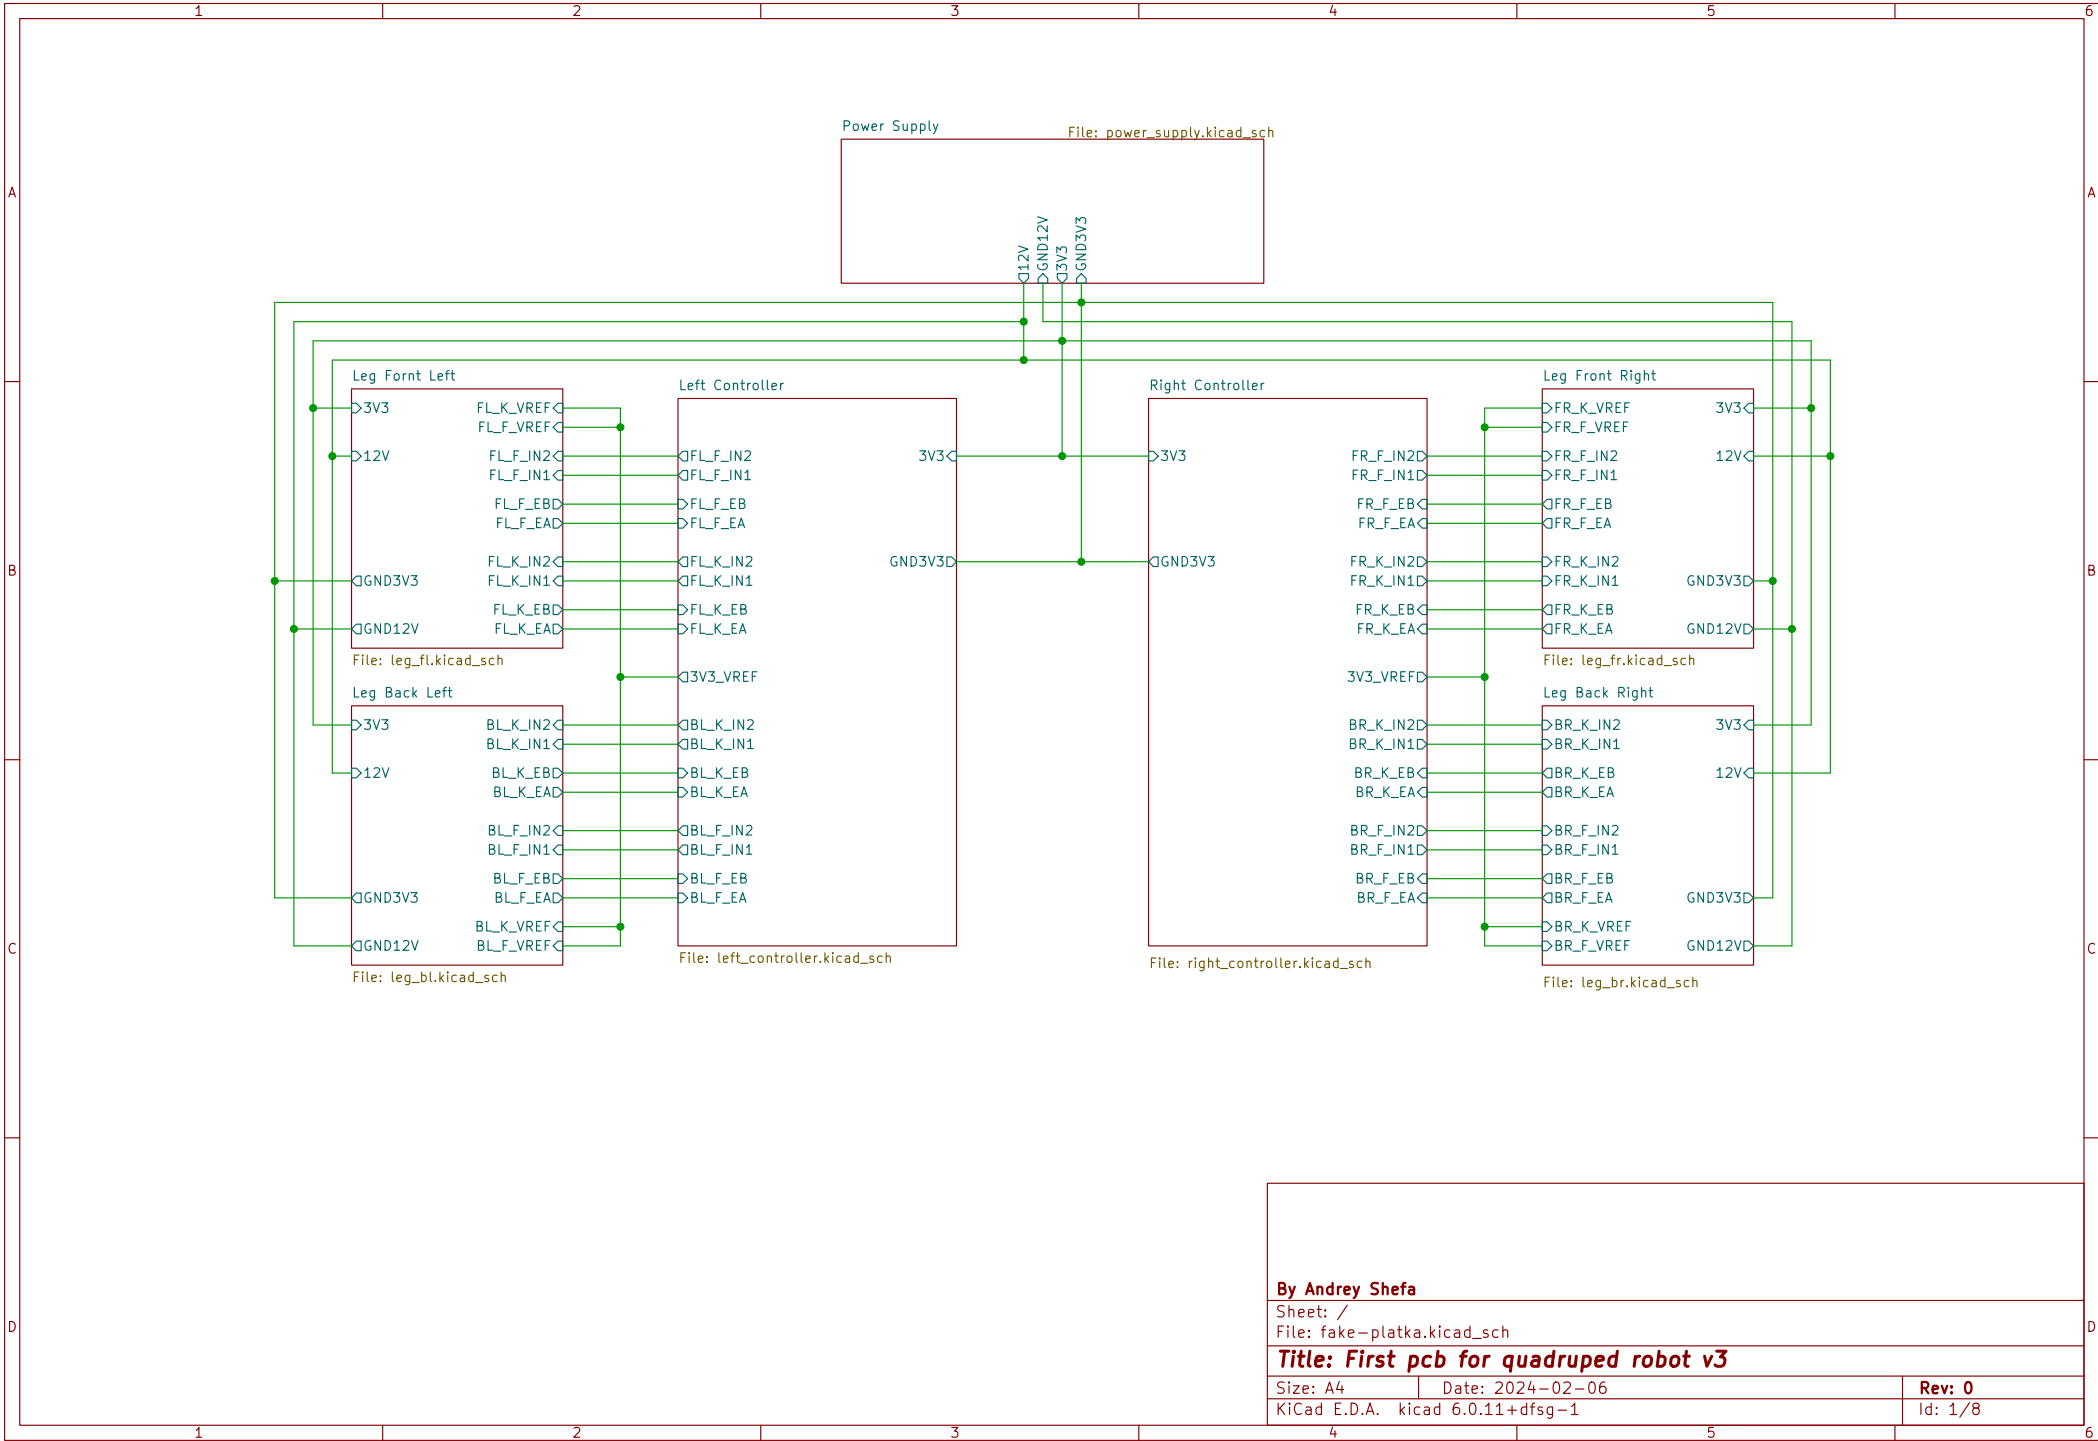 1 2 3 4 5 6
Power Supply
File: power_supply.kicad_sch
A A
12V
GND12V
3V3
GND3V3
Leg Fornt Left
3V3
12V
GND3V3
GND12V
FL_K_VREF
FL_F_VREF
FL_F_IN2
FL_F_IN1
FL_F_EB
FL_F_EA
FL_K_IN2
FL_K_IN1
FL_K_EB
FL_K_EA
File: leg_fl.kicad_sch
Leg Back Left
3V3
12V
GND3V3
GND12V
BL_K_IN2
BL_K_IN1
BL_K_EB
BL_K_EA
BL_F_IN2
BL_F_IN1
BL_F_EB
BL_F_EA
BL_K_VREF
BL_F_VREF
File: leg_bl.kicad_sch
Left Controller
FL_F_IN2
FL_F_IN1
FL_F_EB
FL_F_EA
FL_K_IN2
FL_K_IN1
FL_K_EB
FL_K_EA
3V3_VREF
BL_K_IN2
BL_K_IN1
BL_K_EB
BL_K_EA
BL_F_IN2
BL_F_IN1
BL_F_EB
BL_F_EA
3V3
GND3V3
File: left_controller.kicad_sch
Right Controller
3V3
GND3V3
FR_F_IN2
FR_F_IN1
FR_F_EB
FR_F_EA
FR_K_IN2
FR_K_IN1
FR_K_EB
FR_K_EA
3V3_VREF
BR_K_IN2
BR_K_IN1
BR_K_EB
BR_K_EA
BR_F_IN2
BR_F_IN1
BR_F_EB
BR_F_EA
File: right_controller.kicad_sch
Leg Front Right
FR_K_VREF
FR_F_VREF
FR_F_IN2
FR_F_IN1
FR_F_EB
FR_F_EA
FR_K_IN2
FR_K_IN1
FR_K_EB
FR_K_EA
3V3
12V
GND3V3
GND12V
File: leg_fr.kicad_sch
Leg Back Right
BR_K_IN2
BR_K_IN1
BR_K_EB
BR_K_EA
BR_F_IN2
BR_F_IN1
BR_F_EB
BR_F_EA
BR_K_VREF
BR_F_VREF
3V3
12V
GND3V3
GND12V
File: leg_br.kicad_sch
B B
C C
D D
By Andrey Shefa
Sheet: /
File: fake-platka.kicad_sch
Title: First pcb for quadruped robot v3
Size: A4 Date: 2024-02-06 Rev: 0
KiCad E.D.A. kicad 6.0.11+dfsg-1 Id: 1/8
1 2 3 4 5 6